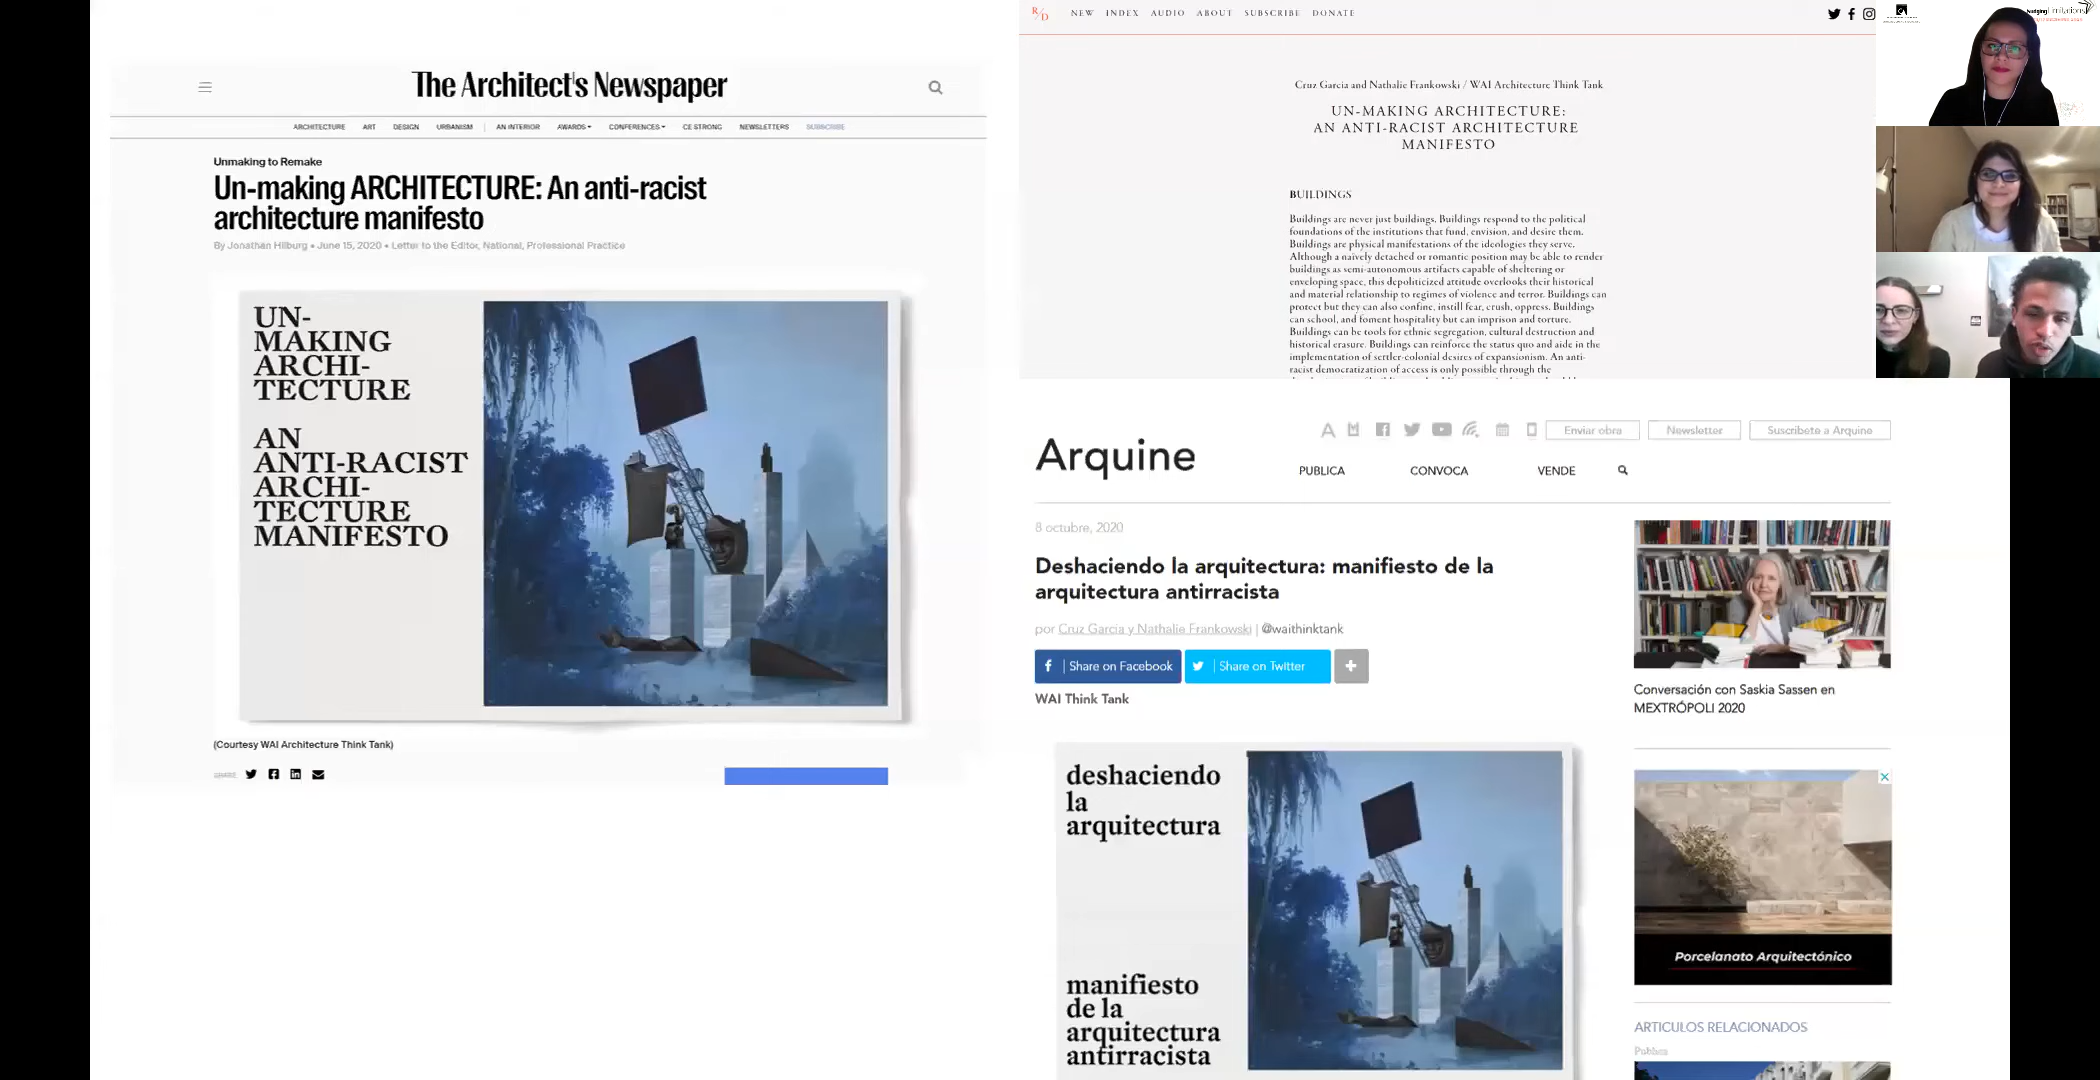 The Architect's Newspaper
ARCHITECTURE ART DESIGN URBANISM | AN INTERIOR AWARDS CONFERENCES CE STRONG NEWSLETTERS SUBSCRIBE
Unmaking to Remake
Un-making ARCHITECTURE: An anti-racist
architecture manifesto
By Jonathan Hilburg • June 15, 2020 • Letter to the Editor, National, Professional Practice
UN-
MAKING
ARCHI-
TECTURE
AN
ANTI-RACIST
ARCHI-
TECTURE
MANIFESTO
(Courtesy WAI Architecture Think Tank)
SHARE
R/D
NEW INDEX AUDIO ABOUT SUBSCRIBE DONATE
Cruz Garcia and Nathalie Frankowski / WAI Architecture Think Tank
UN-MAKING ARCHITECTURE:
AN ANTI-RACIST ARCHITECTURE
MANIFESTO
BUILDINGS
Buildings are never just buildings. Buildings respond to the political
foundations of the institutions that fund, envision, and desire them.
Buildings are physical manifestations of the ideologies they serve.
Although a naively detached or romantic position may be able to render
buildings as semi-autonomous artifacts capable of sheltering or
enveloping space, this depoliticized attitude overlooks their historical
and material relationship to regimes of violence and terror. Buildings can
protect but they can also confine, instill fear, crush, oppress. Buildings
can school, and foment hospitality but can imprison and torture.
Buildings can be tools for ethnic segregation, cultural destruction and
historical erasure. Buildings can reinforce the status quo and aide in the
implementation of settler-colonial desires of expansionism. An anti-
racist democratization of access is only possible through the
Arquine
Enviar obra
Newsletter
Suscríbete a Arquine
PUBLICA CONVOCA VENDE
8 octubre, 2020
Deshaciendo la arquitectura: manifiesto de la
arquitectura antirracista
por Cruz Garcia y Nathalie Frankowski | @waithinktank
Share on Facebook
Share on Twitter
WAI Think Tank
deshaciendo
la
arquitectura
manifiesto
de la
arquitectura
antirracista
Conversación con Saskia Sassen en
MEXTRÓPOLI 2020
Porcelanato Arquitectónico
ARTICULOS RELACIONADOS
Publica